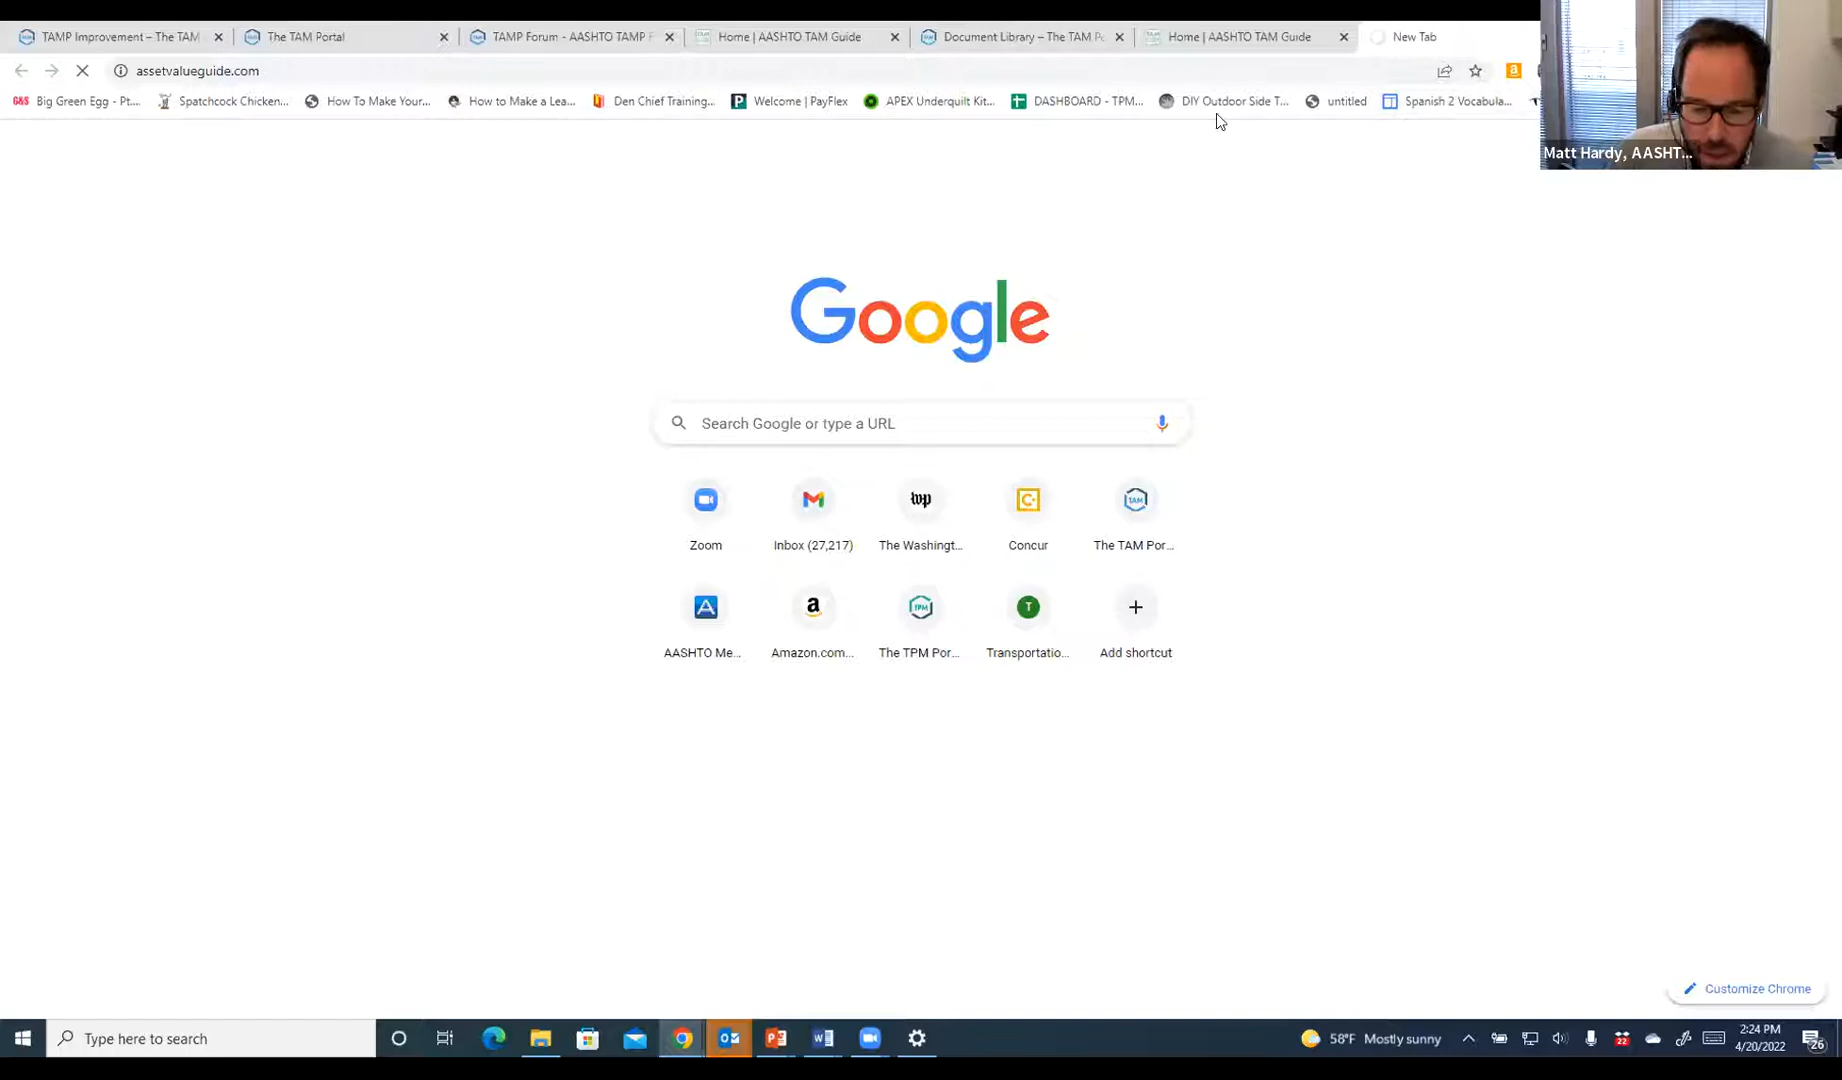 TAMP Improvement – The TAM
The TAM Portal
TAMP Forum - AASHTO TAMP F
Home | AASHTO TAM Guide
Document Library – The TAM Po
Home | AASHTO TAM Guide
New Tab
assetvalueguide.com
G&S Big Green Egg - Pt...
Spatchcock Chicken...
How To Make Your...
How to Make a Lea...
Den Chief Training...
Welcome | PayFlex
APEX Underquilt Kit...
DASHBOARD - TPM...
DIY Outdoor Side T...
untitled
Spanish 2 Vocabula...
Matt Hardy, AASHT...
Google
Search Google or type a URL
wp
TAM
Zoom
Inbox (27,217)
The Washingt...
Concur
The TAM Por...
TPM
T
AASHTO Me...
Amazon.com...
The TPM Por...
Transportatio...
Add shortcut
Customize Chrome
Type here to search
58°F Mostly sunny
22
2:24 PM
4/20/2022
26